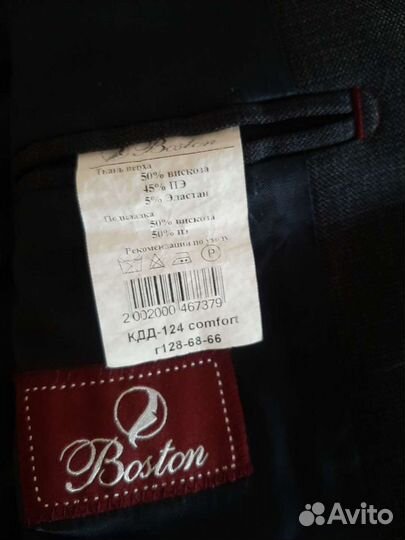 Boston
Ткань верха
50% вискоза
45% ПЭ
5% Эластан
Подкладка
50% вискоза
50% ПЭ
Рекомендации по уходу
P
2 002000 467379
КДД-124 comfort
г128-68-66
Boston
Avito